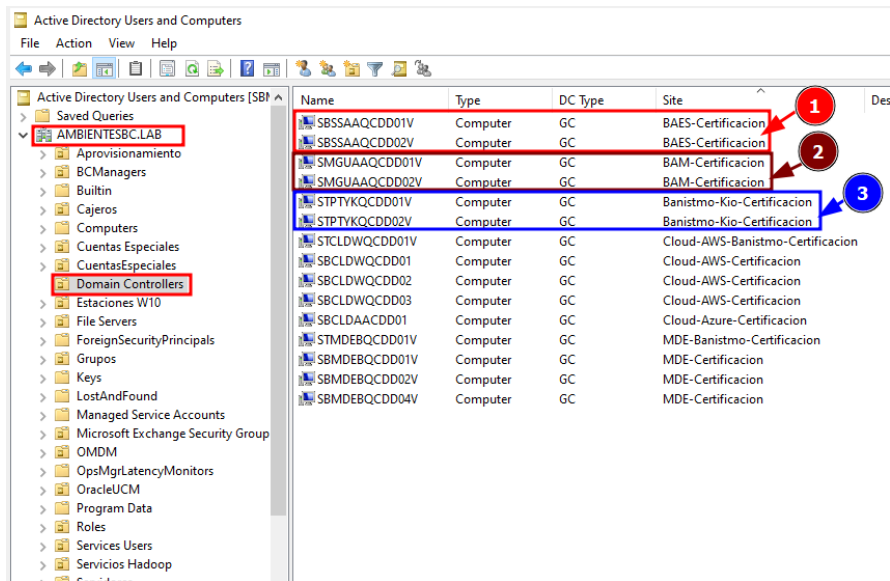 Active Directory Users and Computers
File Action View Help
Active Directory Users and Computers [SBM
Saved Queries
AMBIENTESBC.LAB
Aprovisionamiento
BCManagers
Builtin
Cajeros
Computers
Cuentas Especiales
CuentasEspeciales
Domain Controllers
Estaciones W10
File Servers
ForeignSecurityPrincipals
Grupos
Keys
LostAndFound
Managed Service Accounts
Microsoft Exchange Security Group
OMDM
OpsMgrLatencyMonitors
OracleUCM
Program Data
Roles
Services Users
Servicios Hadoop
Name Type DC Type Site Des
SBSSAAQCDD01V Computer GC BAES-Certificacion
SBSSAAQCDD02V Computer GC BAES-Certificacion
SMGUAAQCDD01V Computer GC BAM-Certificacion
SMGUAAQCDD02V Computer GC BAM-Certificacion
STPTYKQCDD01V Computer GC Banistmo-Kio-Certificacion
STPTYKQCDD02V Computer GC Banistmo-Kio-Certificacion
STCLDWQCDD01V Computer GC Cloud-AWS-Banistmo-Certificacion
SBCLDWQCDD01 Computer GC Cloud-AWS-Certificacion
SBCLDWQCDD02 Computer GC Cloud-AWS-Certificacion
SBCLDWQCDD03 Computer GC Cloud-AWS-Certificacion
SBCLDAACDD01 Computer GC Cloud-Azure-Certificacion
STMDEBQCDD01V Computer GC MDE-Banistmo-Certificacion
SBMDEBQCDD01V Computer GC MDE-Certificacion
SBMDEBQCDD02V Computer GC MDE-Certificacion
SBMDEBQCDD04V Computer GC MDE-Certificacion
1
2
3